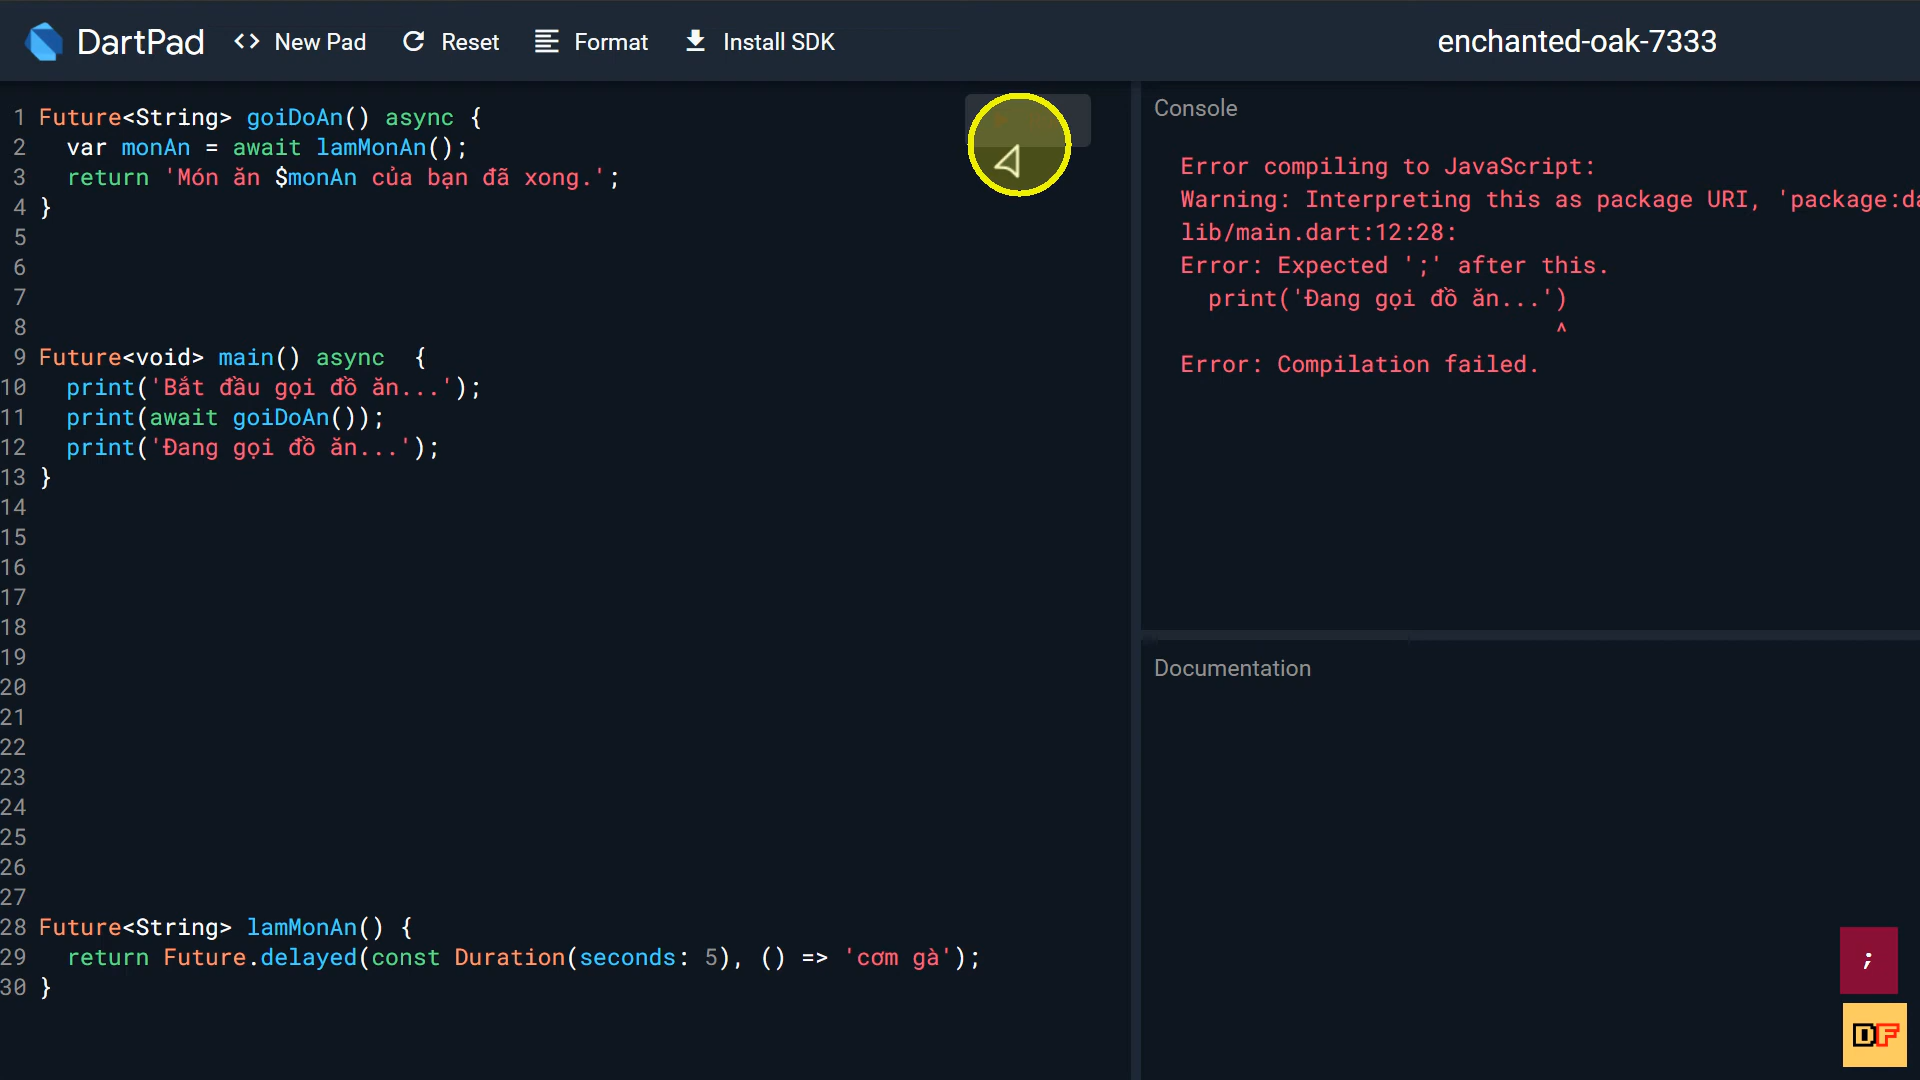 DartPad <> New Pad Reset Format Install SDK enchanted-oak-7333
1 Future<String> goiDoAn() async {
2 var monAn = await lamMonAn();
3 return 'Món ăn $monAn của bạn đã xong.';
4 }
5
6
7
8
9 Future<void> main() async {
10 print('Bắt đầu gọi đồ ăn...');
11 print(await goiDoAn());
12 print('Đang gọi đồ ăn...');
13 }
14
15
16
17
18
19
20
21
22
23
24
25
26
27
28 Future<String> lamMonAn() {
29 return Future.delayed(const Duration(seconds: 5), () => 'cơm gà');
30 }
Console
Error compiling to JavaScript:
Warning: Interpreting this as package URI, 'package:da
lib/main.dart:12:28:
Error: Expected ';' after this.
print('Đang gọi đồ ăn...')
^
Error: Compilation failed.
Documentation
;
DF